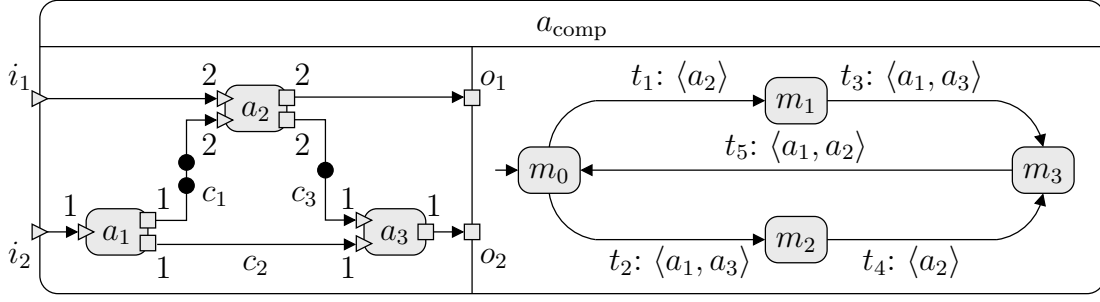 a_comp
i_1 2 2 o_1 t_1: ⟨a_2⟩ t_3: ⟨a_1, a_3⟩
a_2 m_1
2 2 t_5: ⟨a_1, a_2⟩
c_1 c_3 m_0 m_3
1 1 1 1
a_1 a_3 m_2
i_2 1 c_2 1 o_2 t_2: ⟨a_1, a_3⟩ t_4: ⟨a_2⟩